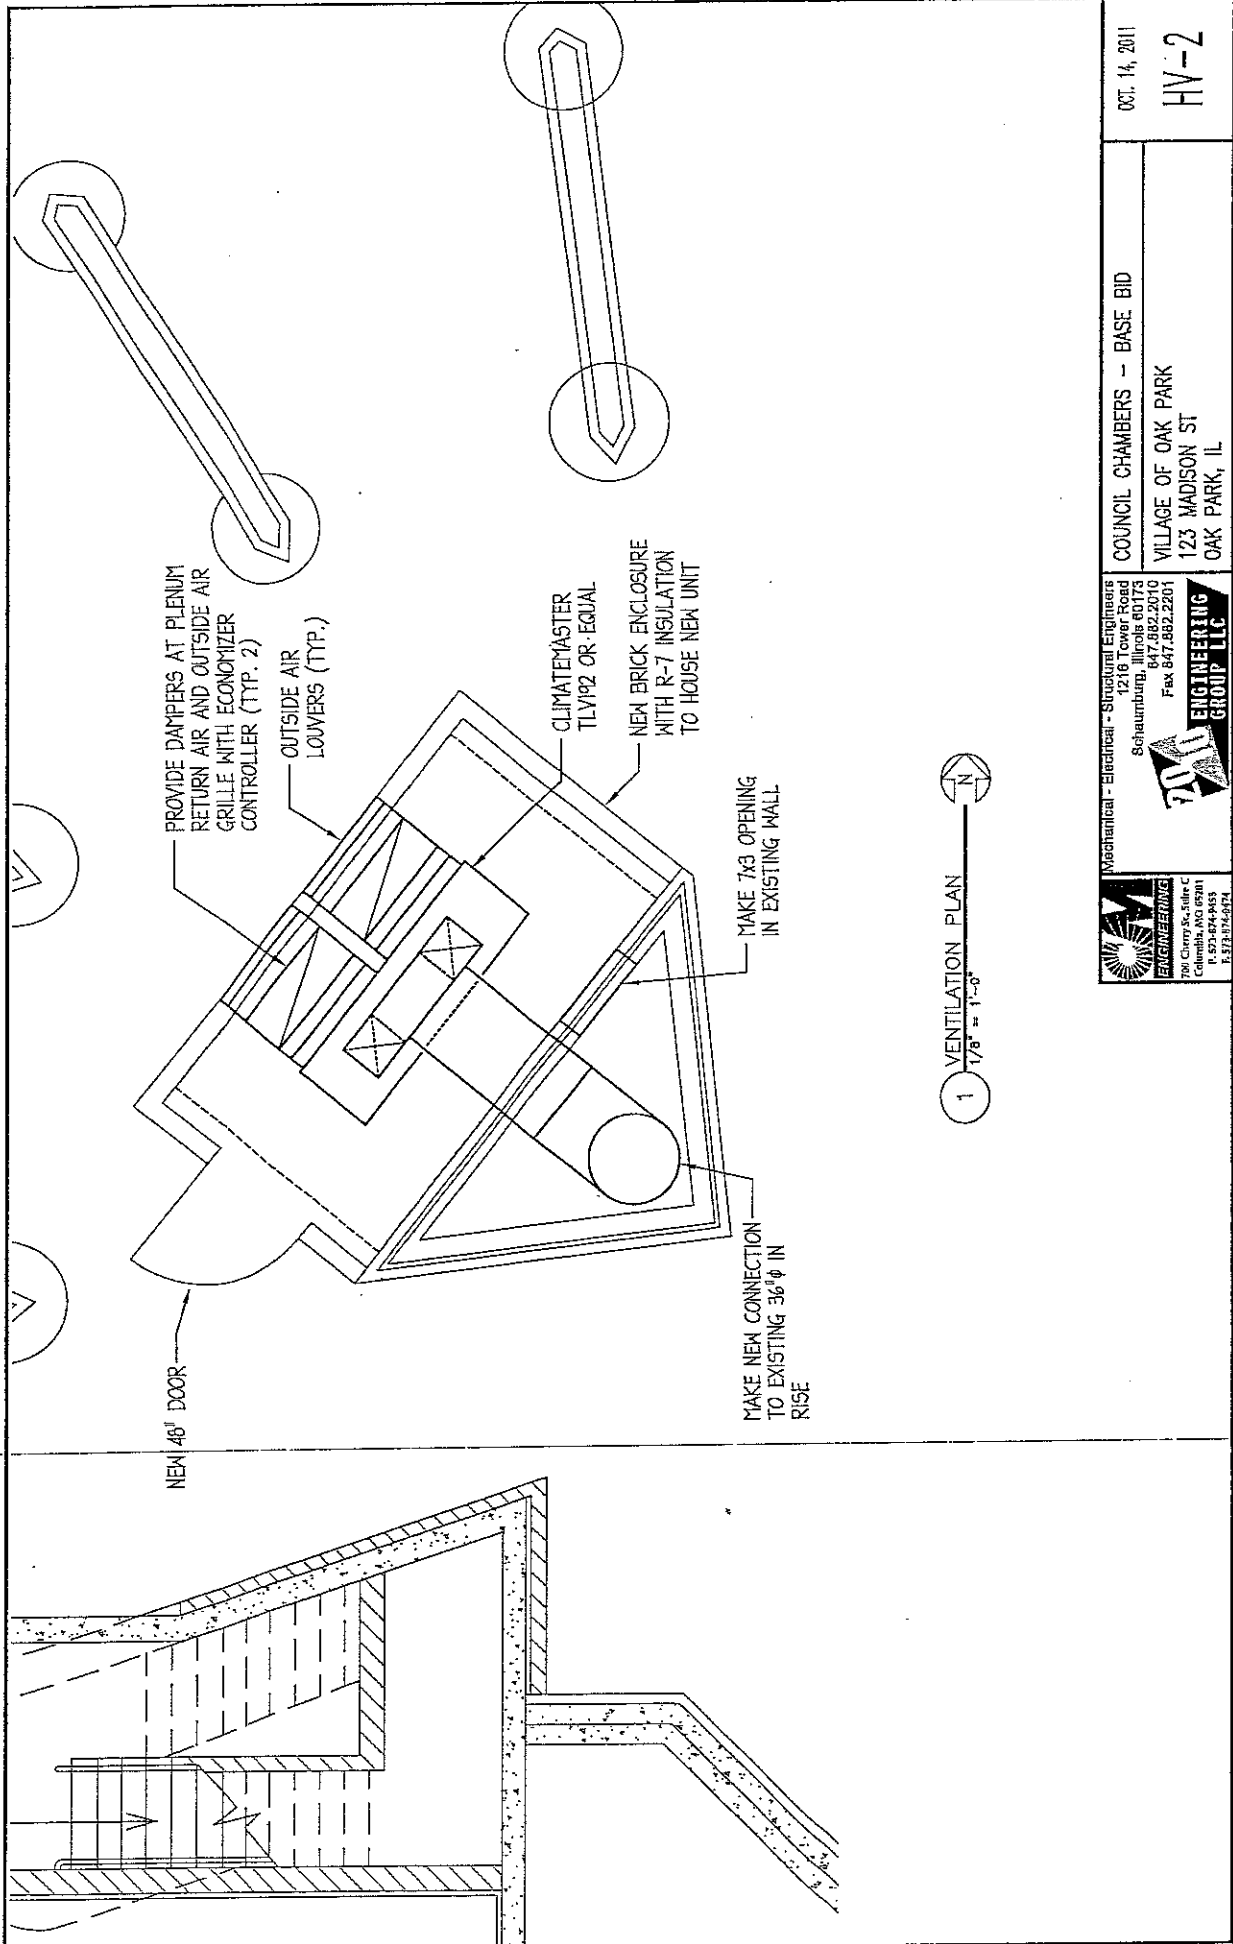 PROVIDE DAMPERS AT PLENUM
RETURN AIR AND OUTSIDE AIR
GRILLE WITH ECONOMIZER
CONTROLLER (TYP. 2)
OUTSIDE AIR
LOUVERS (TYP.)
CLIMATEMASTER
TLV192 OR EQUAL
NEW BRICK ENCLOSURE
WITH R-7 INSULATION
TO HOUSE NEW UNIT
MAKE 7x3 OPENING
IN EXISTING WALL
NEW 48" DOOR
MAKE NEW CONNECTION
TO EXISTING 36"ϕ IN
RISE
1
VENTILATION PLAN
1/8" = 1'-0"
N
ENGINEERING
700 Cherry St., Suite C
Columbia, MO 65201
P. 573-874-9455
Mechanical - Electrical - Structural Engineers
1216 Tower Road
Schaumburg, Illinois 60173
847.882.2010
Fax 847.882.2201
20/10
ENGINEERING
GROUP LLC
COUNCIL CHAMBERS - BASE BID
VILLAGE OF OAK PARK
123 MADISON ST
OAK PARK, IL
OCT. 14, 2011
HV-2